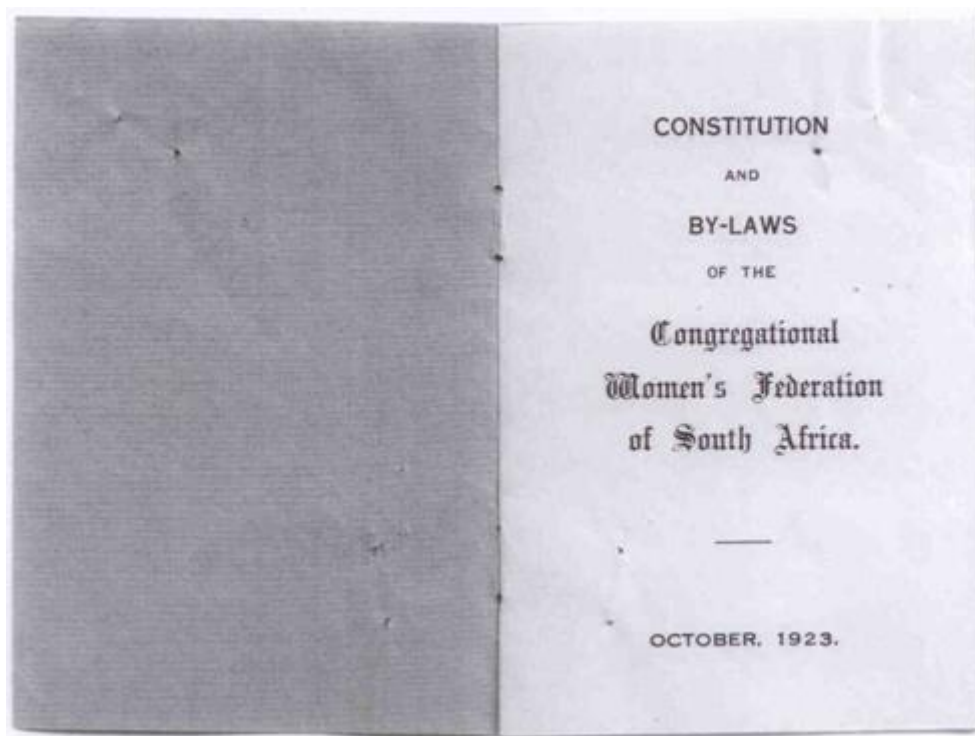 CONSTITUTION
AND
BY-LAWS
OF THE
Congregational
Women's Federation
of South Africa.
OCTOBER, 1923.